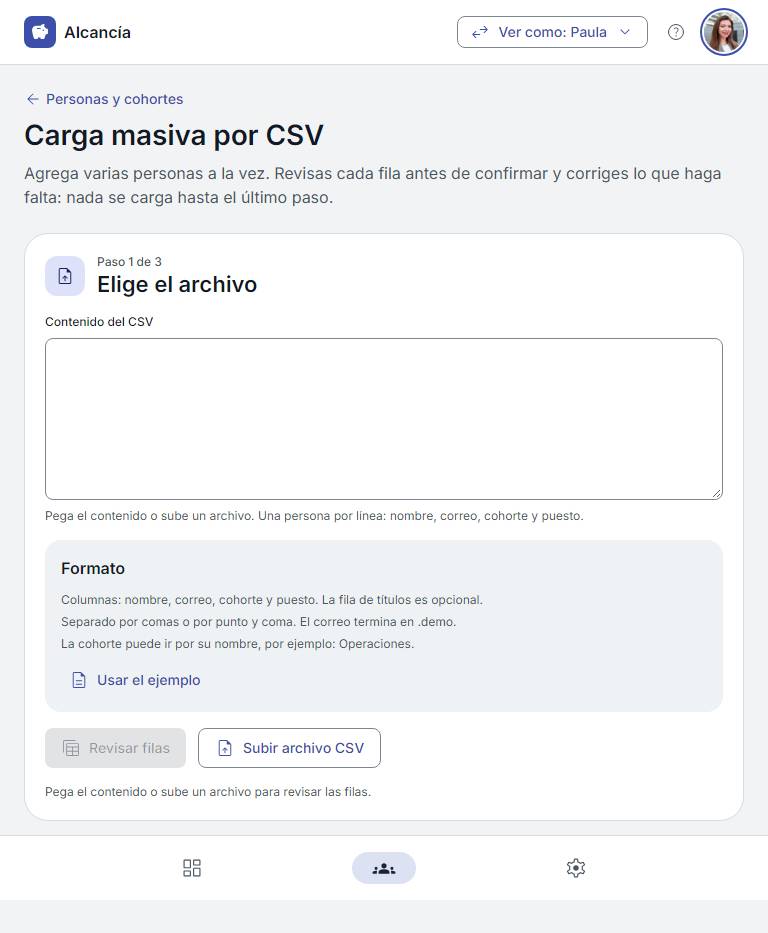 Alcancía
Ver como: Paula
Personas y cohortes
Carga masiva por CSV
Agrega varias personas a la vez. Revisas cada fila antes de confirmar y corriges lo que haga
falta: nada se carga hasta el último paso.
Paso 1 de 3
Elige el archivo
Contenido del CSV
Pega el contenido o sube un archivo. Una persona por línea: nombre, correo, cohorte y puesto.
Formato
Columnas: nombre, correo, cohorte y puesto. La fila de títulos es opcional.
Separado por comas o por punto y coma. El correo termina en .demo.
La cohorte puede ir por su nombre, por ejemplo: Operaciones.
Usar el ejemplo
Revisar filas
Subir archivo CSV
Pega el contenido o sube un archivo para revisar las filas.